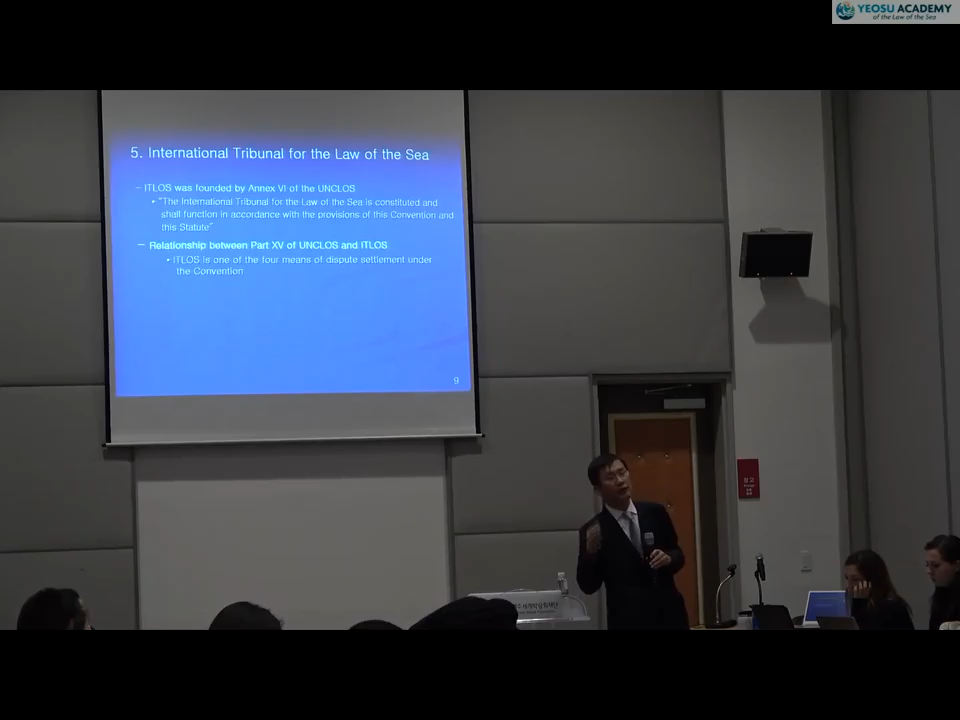 YEOSU ACADEMY
of the Law of the Sea
5. International Tribunal for the Law of the Sea
– ITLOS was founded by Annex VI of the UNCLOS
• "The International Tribunal for the Law of the Sea is constituted and
shall function in accordance with the provisions of this Convention and
this Statute"
– Relationship between Part XV of UNCLOS and ITLOS
• ITLOS is one of the four means of dispute settlement under
the Convention
9